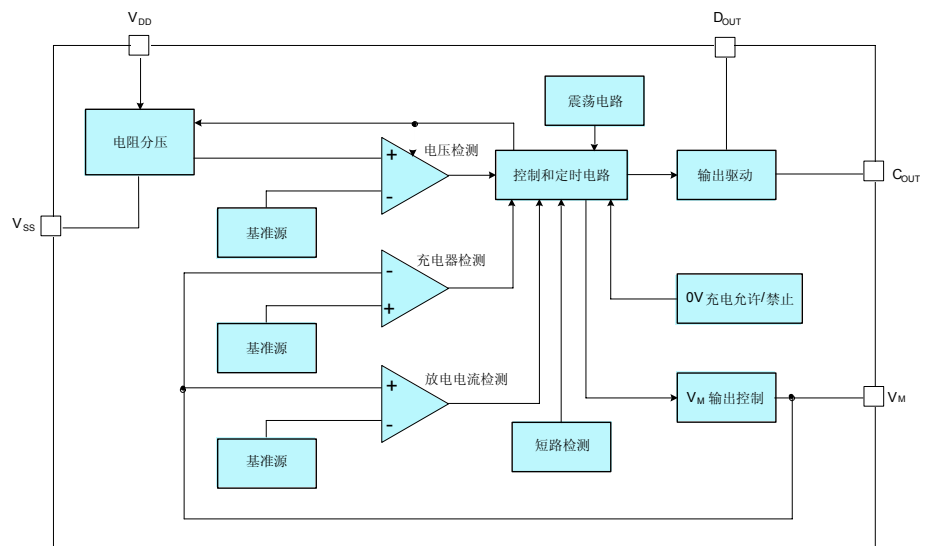 VDD
DOUT
震荡电路
电阻分压
+
电压检测
控制和定时电路
输出驱动
COUT
-
VSS
基准源
充电器检测
-
0V 充电允许/禁止
+
基准源
放电电流检测
+
VM 输出控制
VM
-
短路检测
基准源